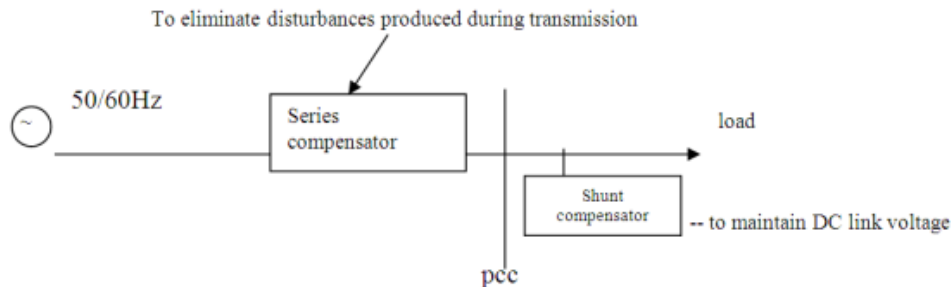 To eliminate disturbances produced during transmission
50/60Hz
~
Series
compensator
load
Shunt
compensator
-- to maintain DC link voltage
pcc